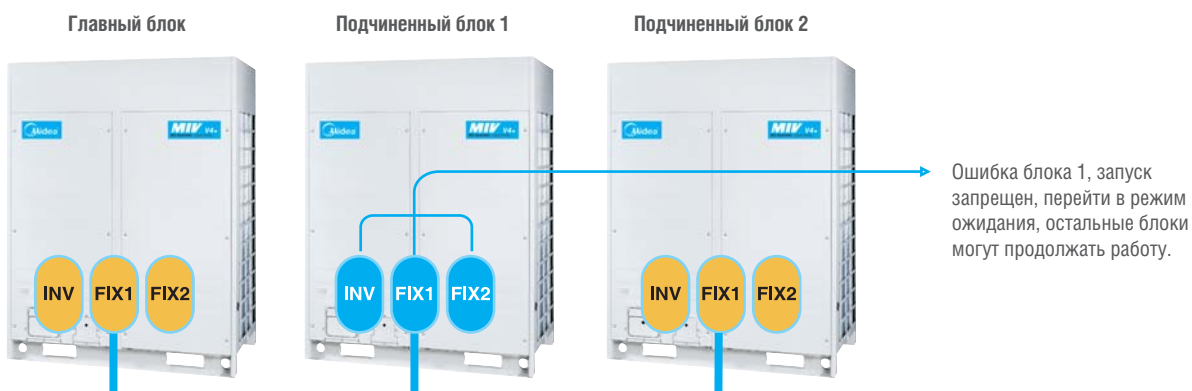 Главный блок
Подчиненный блок 1
Подчиненный блок 2
Midea
MIV V4+
Midea
MIV V4+
Midea
MIV V4+
Ошибка блока 1, запуск
запрещен, перейти в режим
ожидания, остальные блоки
могут продолжать работу.
INV FIX1 FIX2
INV FIX1 FIX2
INV FIX1 FIX2